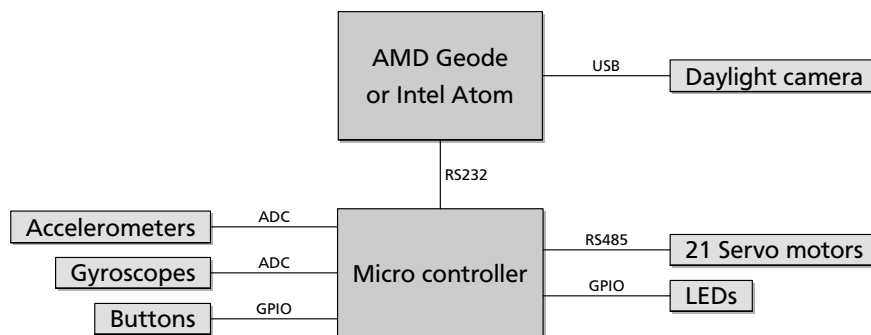 AMD Geode
or Intel Atom
USB
Daylight camera
RS232
Accelerometers
ADC
Gyroscopes
ADC
Buttons
GPIO
Micro controller
RS485
21 Servo motors
GPIO
LEDs